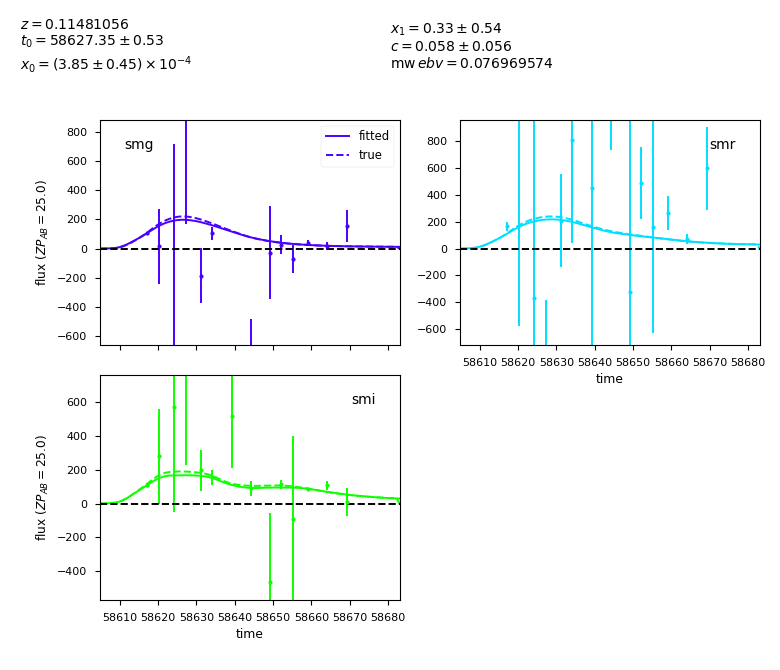 z = 0.11481056
t₀ = 58627.35 ± 0.53
x₀ = (3.85 ± 0.45) × 10⁻⁴
x₁ = 0.33 ± 0.54
c = 0.058 ± 0.056
mw ebv = 0.076969574
smg
fitted
true
800
600
400
200
0
−200
−400
−600
flux (ZP_AB = 25.0)
smr
800
600
400
200
0
−200
−400
−600
58610 58620 58630 58640 58650 58660 58670 58680
time
smi
600
400
200
0
−200
−400
flux (ZP_AB = 25.0)
58610 58620 58630 58640 58650 58660 58670 58680
time